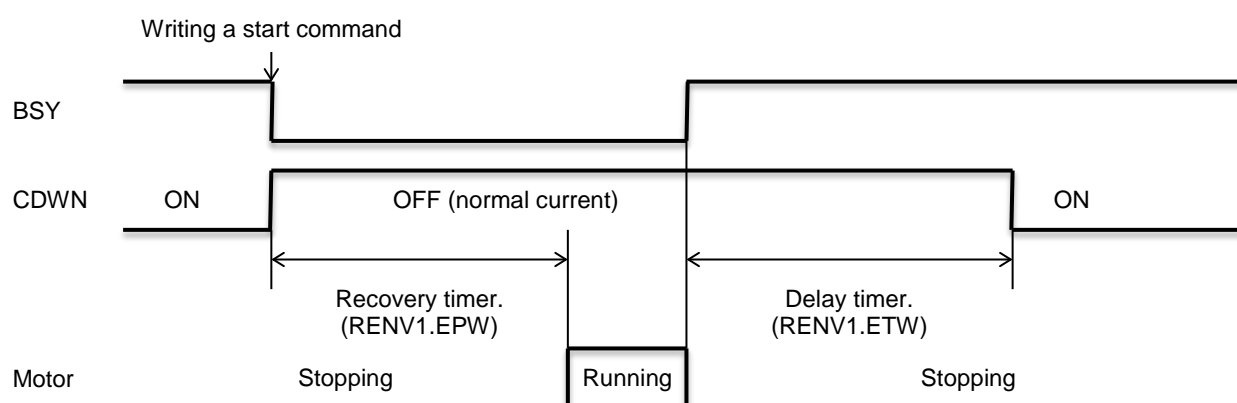 Writing a start command
BSY
CDWN ON OFF (normal current) ON
Recovery timer.
(RENV1.EPW)
Delay timer.
(RENV1.ETW)
Motor Stopping Running Stopping